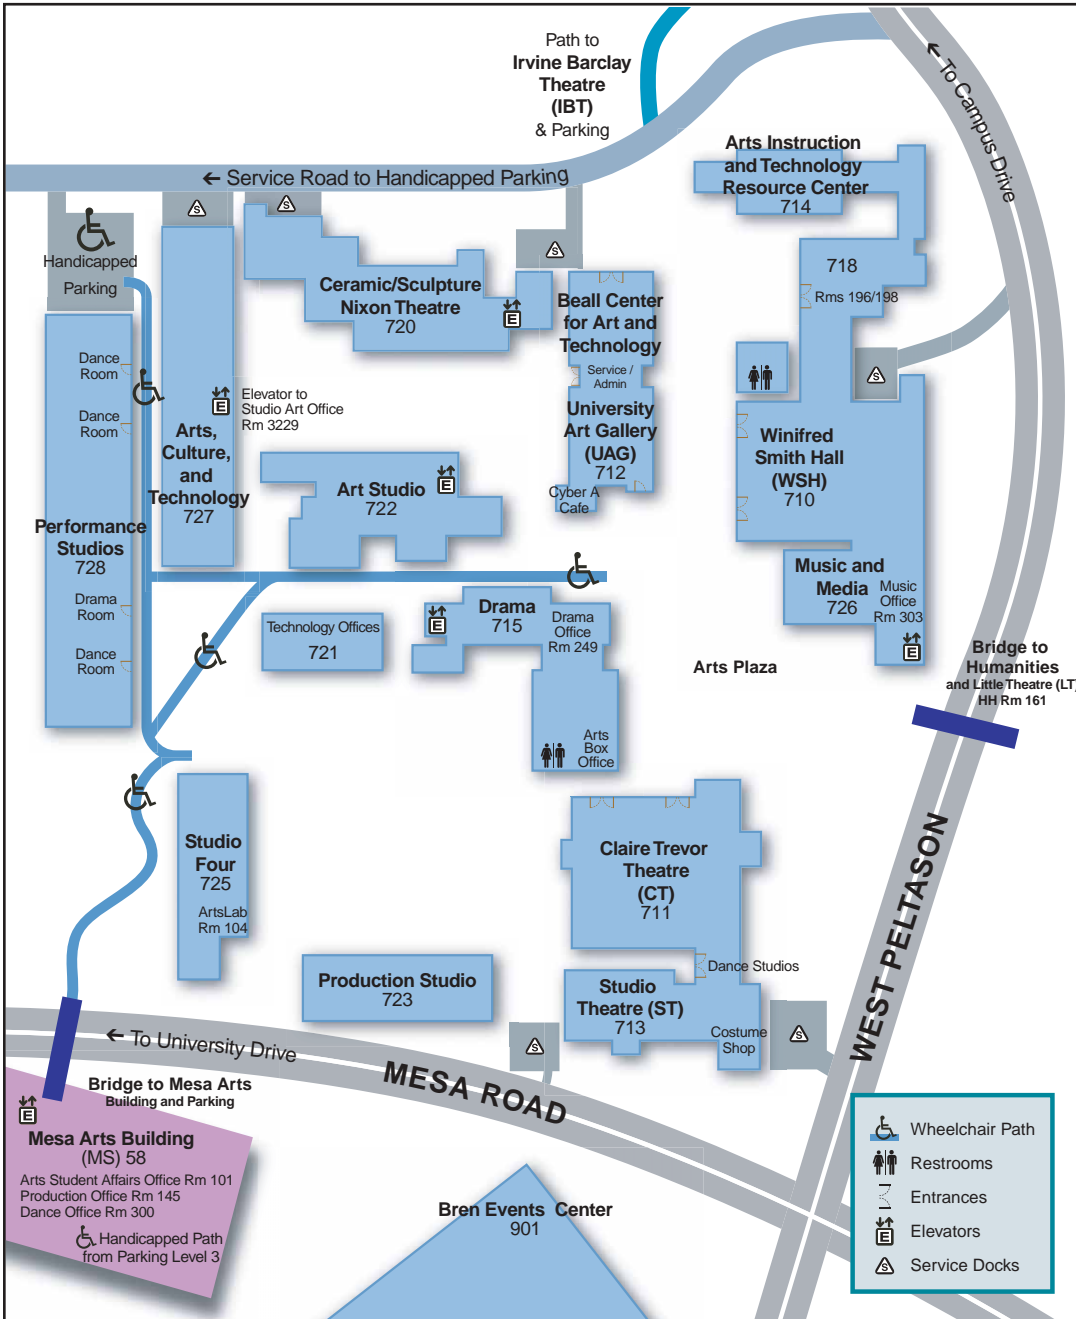 Path to
Irvine Barclay
Theatre
(IBT)
& Parking
← To Campus Drive
← Service Road to Handicapped Parking
Arts Instruction
and Technology
Resource Center
714
718
Rms 196/198
S
S
S
S
Handicapped
Parking
Ceramic/Sculpture
Nixon Theatre
720
E
Beall Center
for Art and
Technology
Service /
Admin
University
Art Gallery
(UAG)
712
Cyber A
Cafe
Dance
Room
Dance
Room
E
Elevator to
Studio Art Office
Rm 3229
Arts,
Culture,
and
Technology
727
Art Studio
722
E
Winifred
Smith Hall
(WSH)
710
Performance
Studios
728
Drama
Room
Dance
Room
Music and
Media
726
Music
Office
Rm 303
E
Technology Offices
721
E
Drama
715
Drama
Office
Rm 249
Arts
Box
Office
Arts Plaza
Bridge to
Humanities
and Little Theatre (LT)
HH Rm 161
Studio
Four
725
ArtsLab
Rm 104
Claire Trevor
Theatre
(CT)
711
WEST PELTASON
Dance Studios
Production Studio
723
Studio
Theatre (ST)
713
Costume
Shop
S
S
← To University Drive
MESA ROAD
Bridge to Mesa Arts
Building and Parking
E
Mesa Arts Building
(MS) 58
Arts Student Affairs Office Rm 101
Production Office Rm 145
Dance Office Rm 300
Handicapped Path
from Parking Level 3
Bren Events Center
901
Wheelchair Path
Restrooms
Entrances
E
Elevators
S
Service Docks